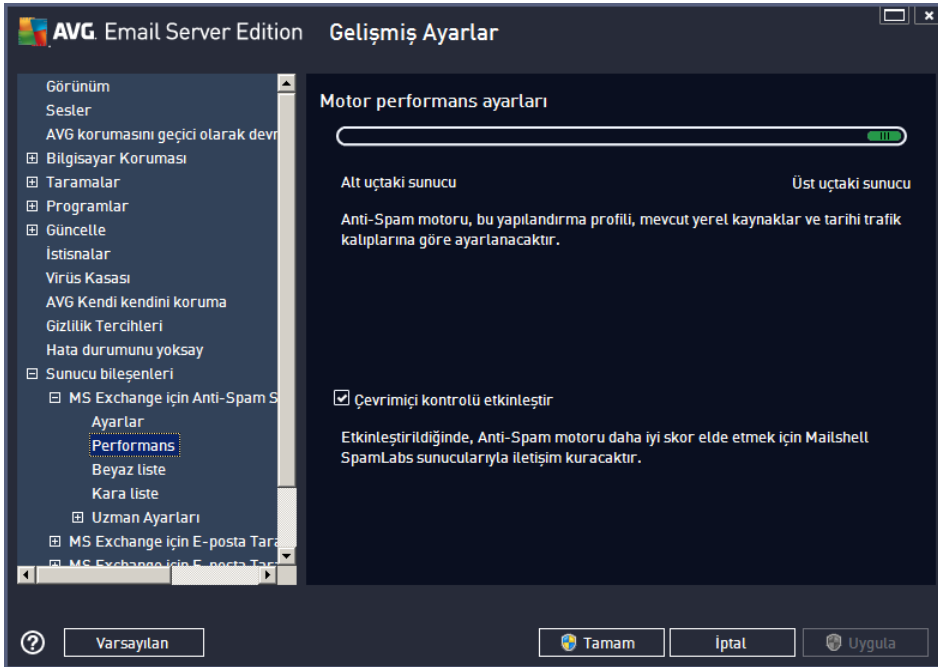 AVG. Email Server Edition Gelişmiş Ayarlar
Görünüm
Sesler
AVG korumasını geçici olarak devr
Bilgisayar Koruması
Taramalar
Programlar
Güncelle
İstisnalar
Virüs Kasası
AVG Kendi kendini koruma
Gizlilik Tercihleri
Hata durumunu yoksay
Sunucu bileşenleri
MS Exchange için Anti-Spam S
Ayarlar
Performans
Beyaz liste
Kara liste
Uzman Ayarları
MS Exchange için E-posta Tara
MS Exchange için E-posta Tara
Motor performans ayarları
Alt uçtaki sunucu Üst uçtaki sunucu
Anti-Spam motoru, bu yapılandırma profili, mevcut yerel kaynaklar ve tarihi trafik
kalıplarına göre ayarlanacaktır.
Çevrimiçi kontrolü etkinleştir
Etkinleştirildiğinde, Anti-Spam motoru daha iyi skor elde etmek için Mailshell
SpamLabs sunucularıyla iletişim kuracaktır.
? Varsayılan Tamam İptal Uygula